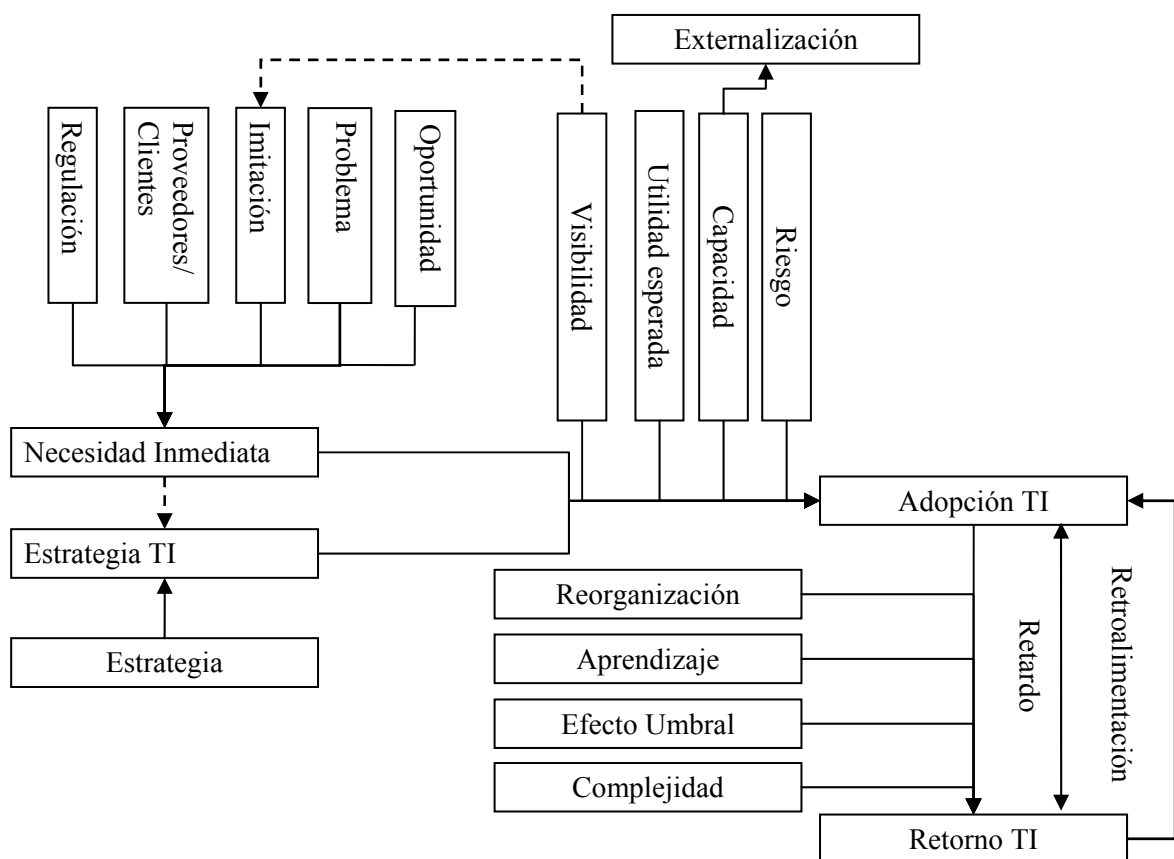 Externalización
Regulación
Proveedores/
Clientes
Imitación
Problema
Oportunidad
Visibilidad
Utilidad esperada
Capacidad
Riesgo
Necesidad Inmediata
Estrategia TI
Estrategia
Adopción TI
Reorganización
Aprendizaje
Efecto Umbral
Complejidad
Retardo
Retroalimentación
Retorno TI